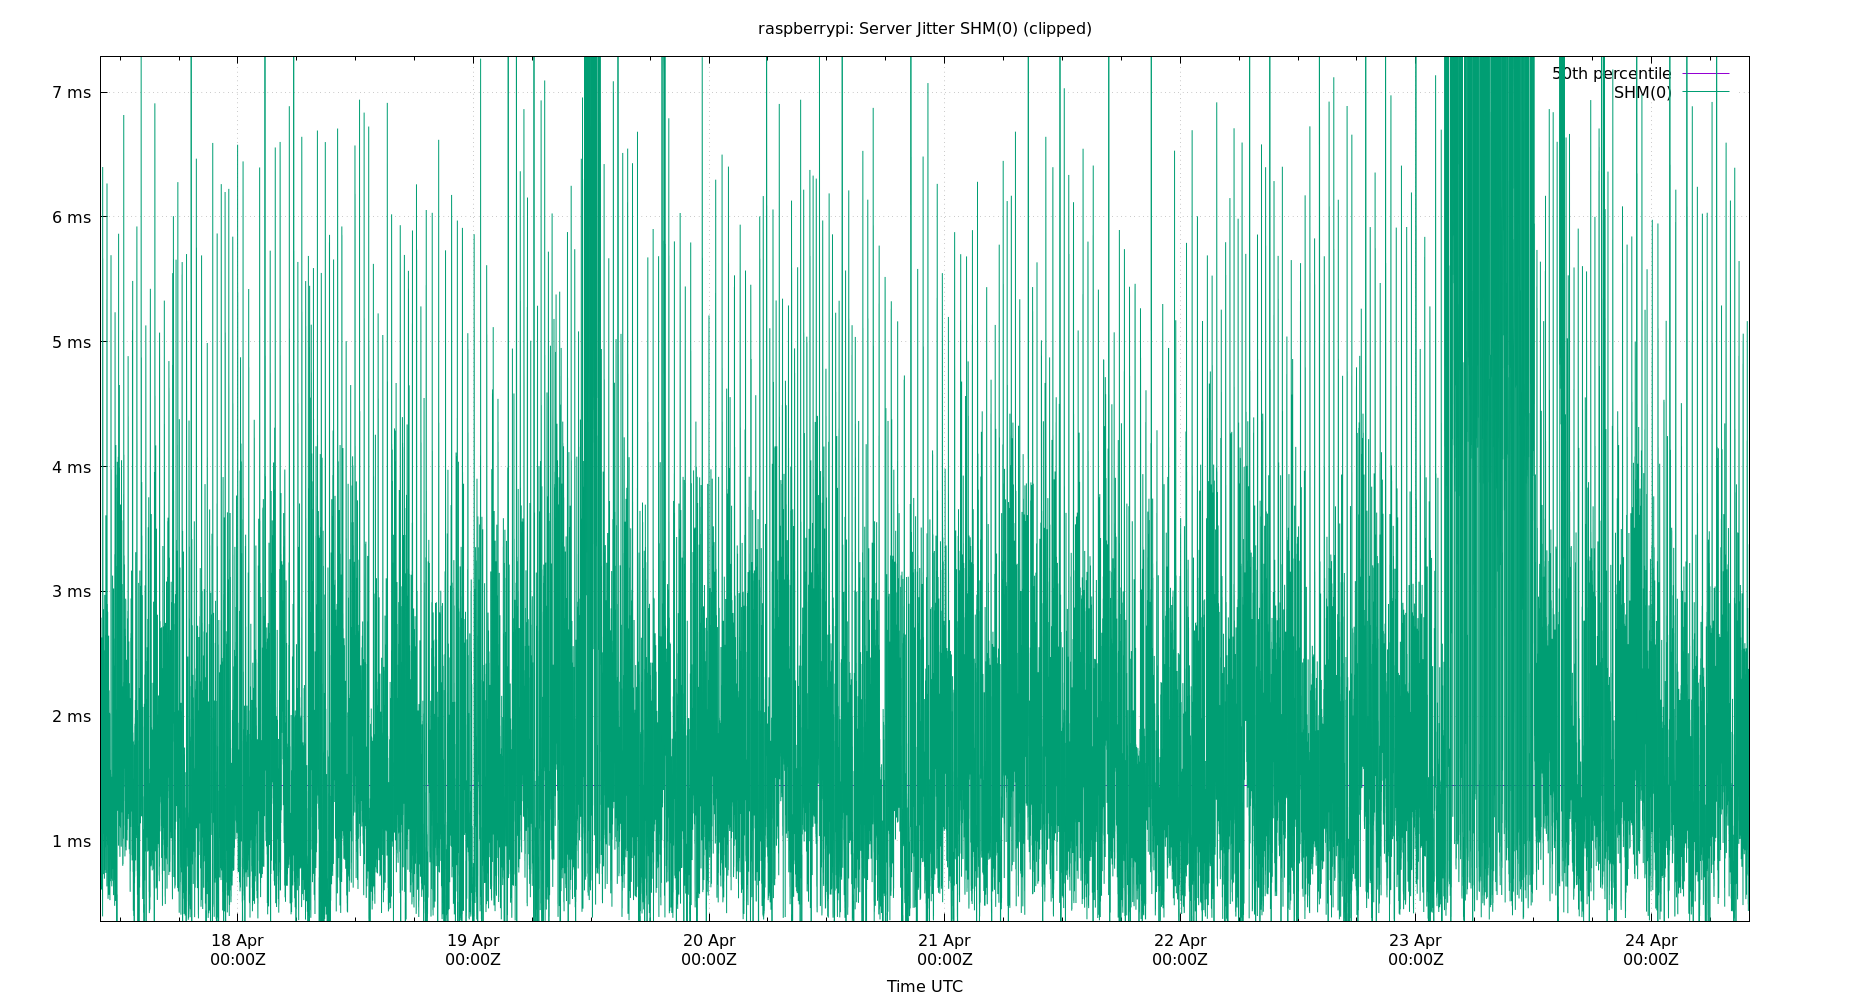 raspberrypi: Server Jitter SHM(0) (clipped)
50th percentile
SHM(0)
7 ms
6 ms
5 ms
4 ms
3 ms
2 ms
1 ms
18 Apr 19 Apr 20 Apr 21 Apr 22 Apr 23 Apr 24 Apr
00:00Z 00:00Z 00:00Z 00:00Z 00:00Z 00:00Z 00:00Z
Time UTC